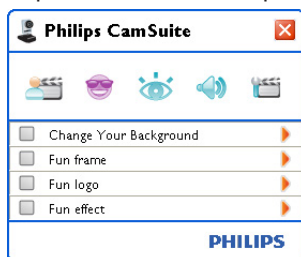 Philips CamSuite
Change Your Background
Fun frame
Fun logo
Fun effect
PHILIPS